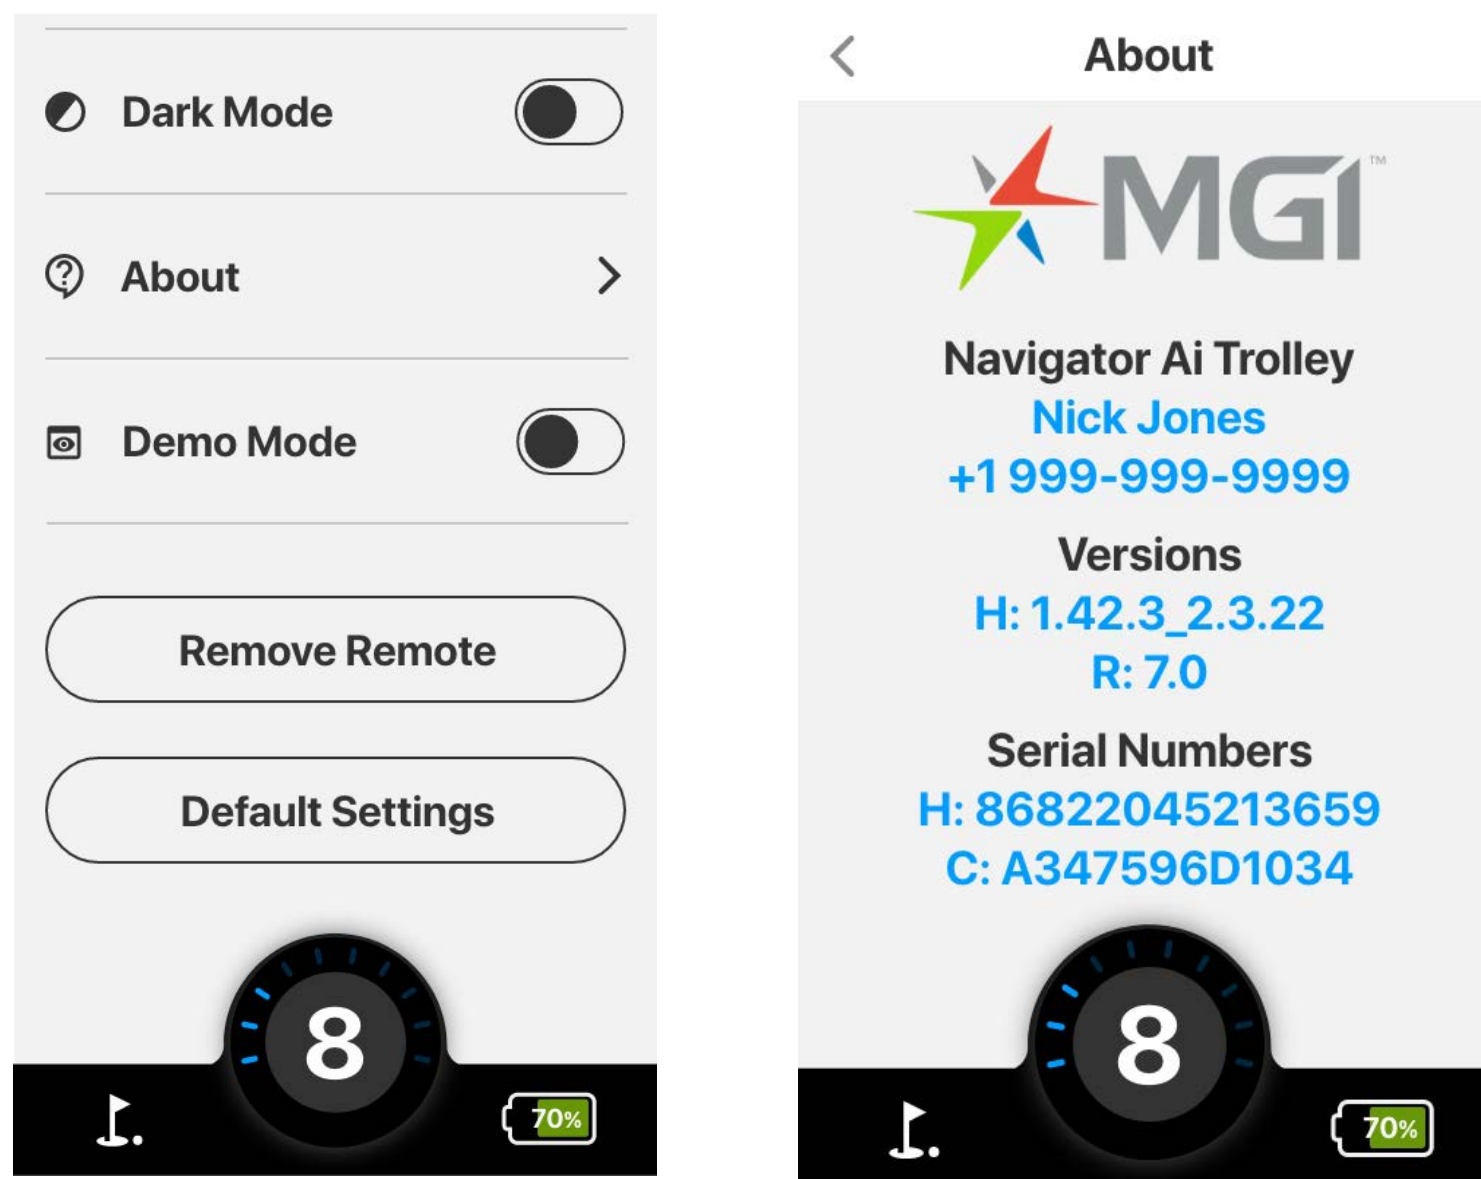 Dark Mode
About
Demo Mode
Remove Remote
Default Settings
8
70%
About
MGI™
Navigator Ai Trolley
Nick Jones
+1 999-999-9999
Versions
H: 1.42.3_2.3.22
R: 7.0
Serial Numbers
H: 86822045213659
C: A347596D1034
8
70%